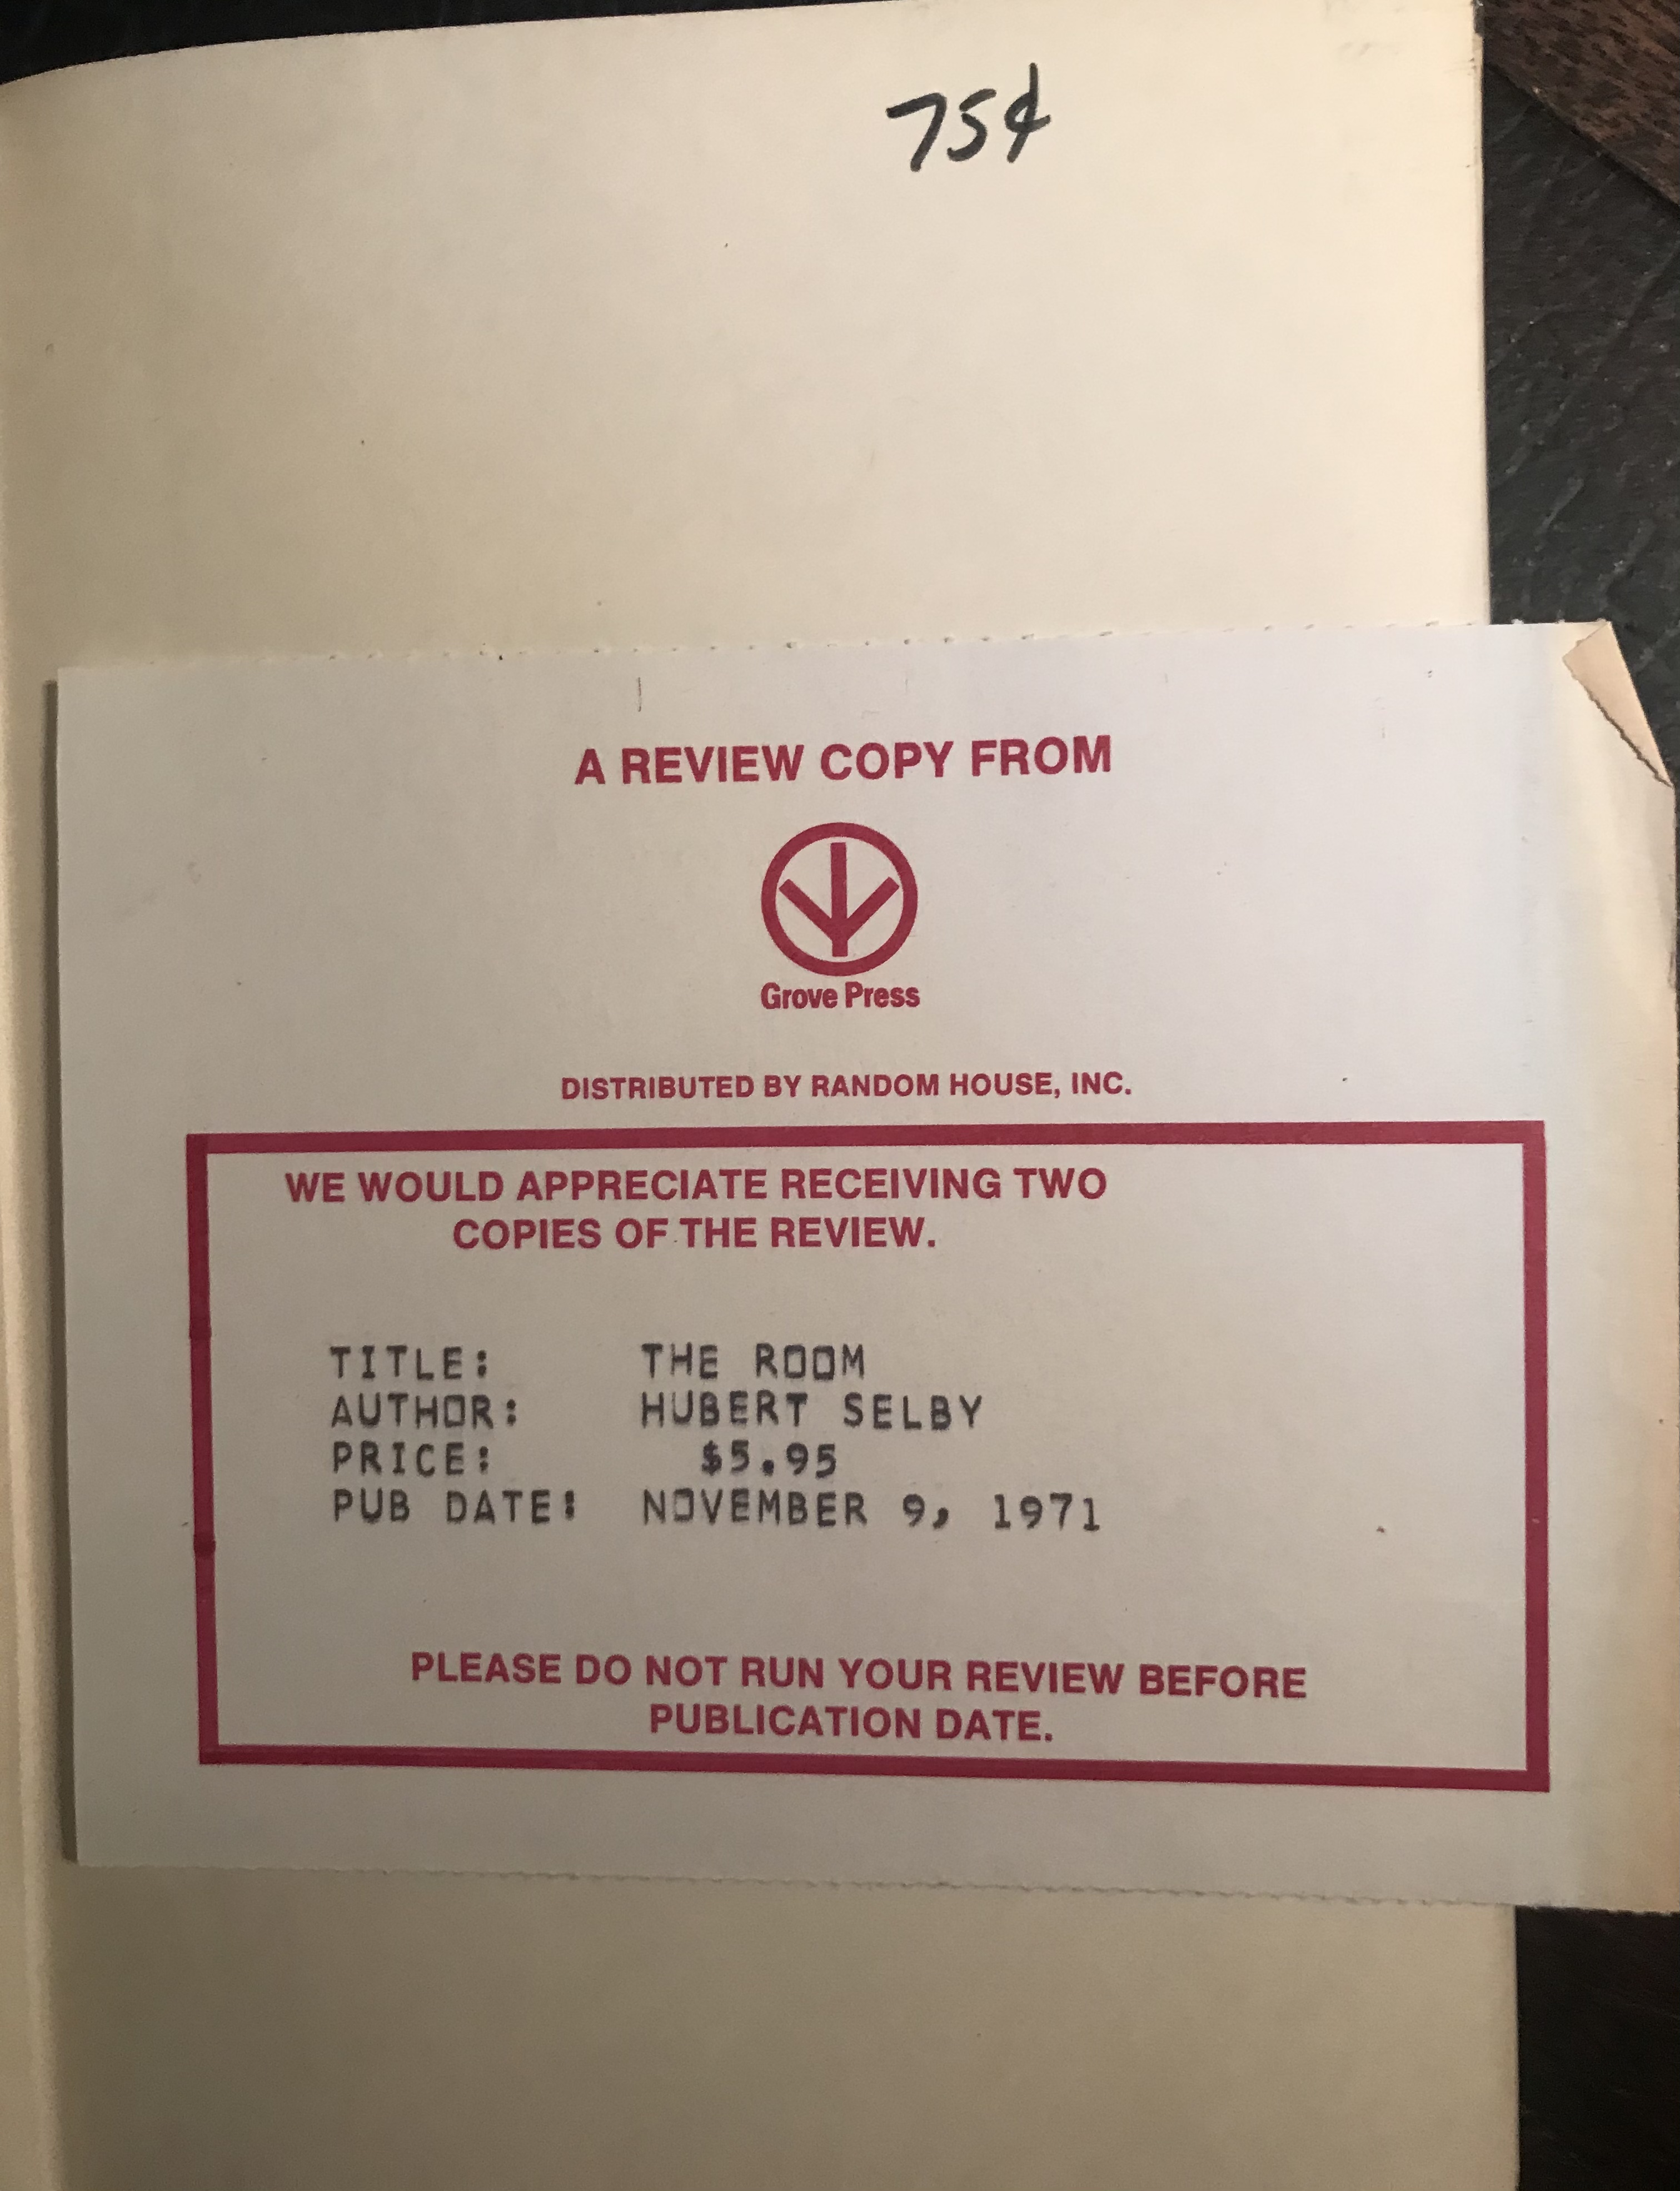 75¢
A REVIEW COPY FROM
Grove Press
DISTRIBUTED BY RANDOM HOUSE, INC.
WE WOULD APPRECIATE RECEIVING TWO
COPIES OF THE REVIEW.
TITLE: THE ROOM
AUTHOR: HUBERT SELBY
PRICE: $5.95
PUB DATE: NOVEMBER 9, 1971
PLEASE DO NOT RUN YOUR REVIEW BEFORE
PUBLICATION DATE.